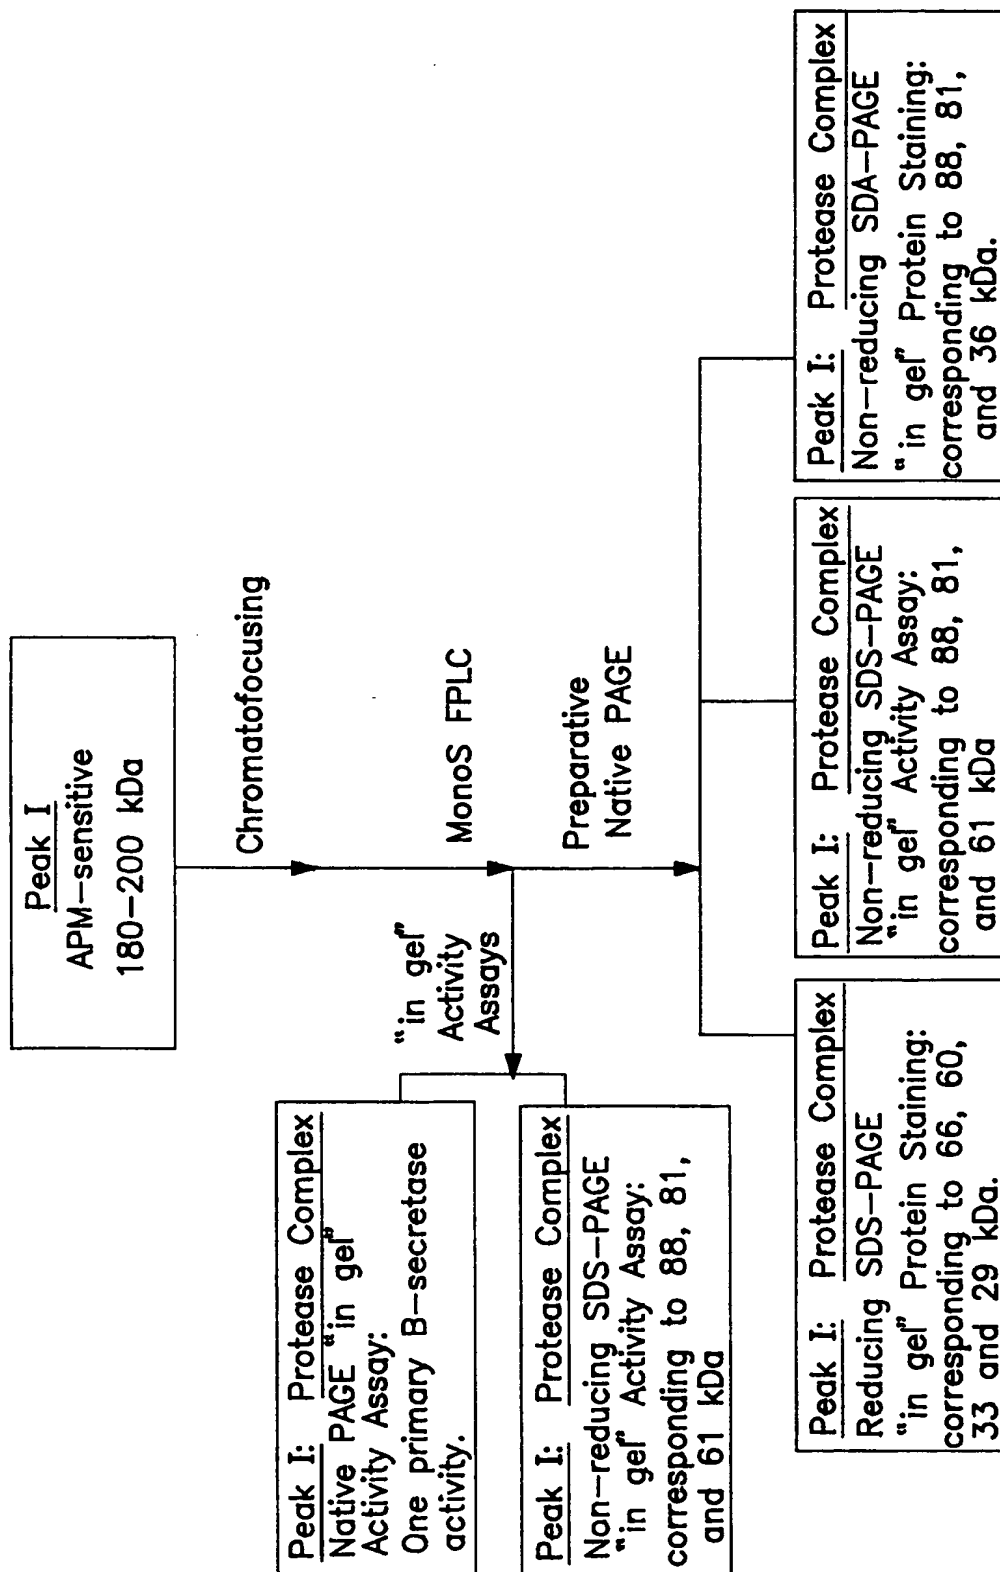 Peak I
APM-sensitive
180-200 kDa
Chromatofocusing
MonoS FPLC
"in gel"
Activity
Assays
Preparative
Native PAGE
Peak I: Protease Complex
Native PAGE "in gel"
Activity Assay:
One primary B-secretase
activity.
Peak I: Protease Complex
Non-reducing SDS-PAGE
"in gel" Activity Assay:
corresponding to 88, 81,
and 61 kDa
Peak I: Protease Complex
Reducing SDS-PAGE
"in gel" Protein Staining:
corresponding to 66, 60,
33 and 29 kDa.
Peak I: Protease Complex
Non-reducing SDS-PAGE
"in gel" Activity Assay:
corresponding to 88, 81,
and 61 kDa
Peak I: Protease Complex
Non-reducing SDA-PAGE
"in gel" Protein Staining:
corresponding to 88, 81,
and 36 kDa.